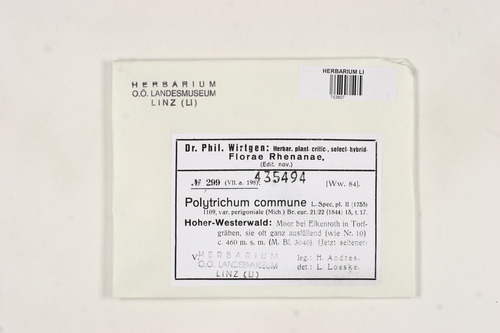 HERBARIUM
O.Ö. LANDESMUSEUM
LINZ (LI)
HERBARIUM LI
Dr. Phil. Wirtgen: Herbar. plant. critic., select. hybrid.
Florae Rhenanae.
(Edit. nov.)
№ 299 (VII. a. 198). 435494 [Ww. 84].
Polytrichum commune L. Spec. pl. II (1753)
1109, var. perigoniale (Mich.) Br. eur. 21/22 (1844) 13, t. 17.
Hoher-Westerwald: Moor bei Elkenroth in Torf-
gräben, sie oft ganz ausfüllend (wie Nr. 10)
c. 460 m. s. m. (M. Bl. 3040). (Jetzt seltener
HERBARIUM leg.: H. Andres.
O.Ö. LANDESMUSEUM det.: L. Loeske.
LINZ (LI)